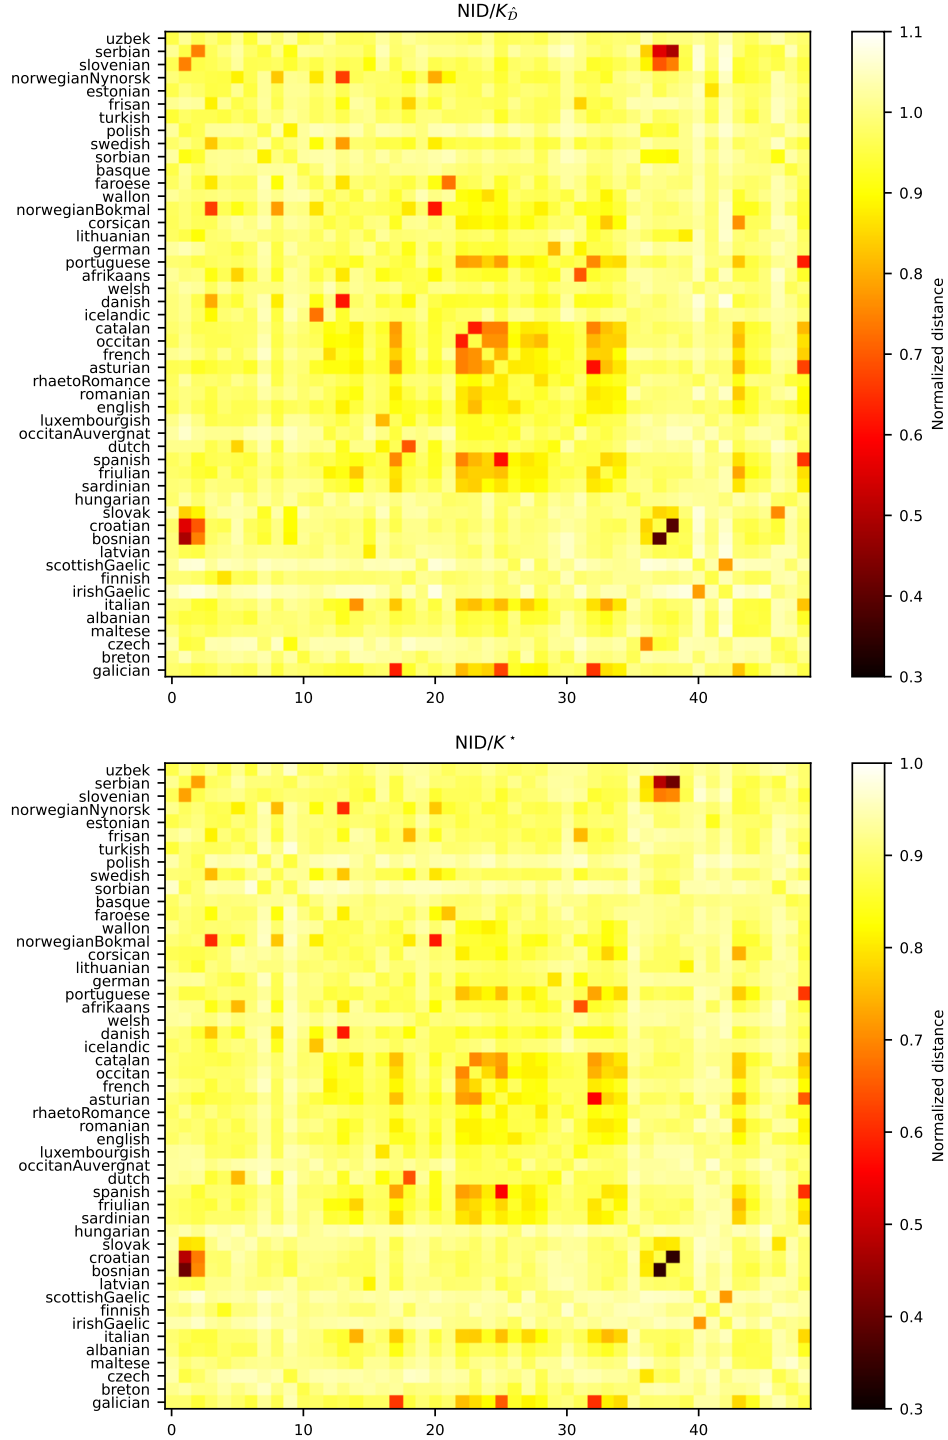 NID/K_𝒟̂
uzbek
serbian
slovenian
norwegianNynorsk
estonian
frisan
turkish
polish
swedish
sorbian
basque
faroese
wallon
norwegianBokmal
corsican
lithuanian
german
portuguese
afrikaans
welsh
danish
icelandic
catalan
occitan
french
asturian
rhaetoRomance
romanian
english
luxembourgish
occitanAuvergnat
dutch
spanish
friulian
sardinian
hungarian
slovak
croatian
bosnian
latvian
scottishGaelic
finnish
irishGaelic
italian
albanian
maltese
czech
breton
galician
0 10 20 30 40
1.1
1.0
0.9
0.8
0.7
0.6
0.5
0.4
0.3
Normalized distance
NID/K⋆
uzbek
serbian
slovenian
norwegianNynorsk
estonian
frisan
turkish
polish
swedish
sorbian
basque
faroese
wallon
norwegianBokmal
corsican
lithuanian
german
portuguese
afrikaans
welsh
danish
icelandic
catalan
occitan
french
asturian
rhaetoRomance
romanian
english
luxembourgish
occitanAuvergnat
dutch
spanish
friulian
sardinian
hungarian
slovak
croatian
bosnian
latvian
scottishGaelic
finnish
irishGaelic
italian
albanian
maltese
czech
breton
galician
0 10 20 30 40
1.0
0.9
0.8
0.7
0.6
0.5
0.4
0.3
Normalized distance